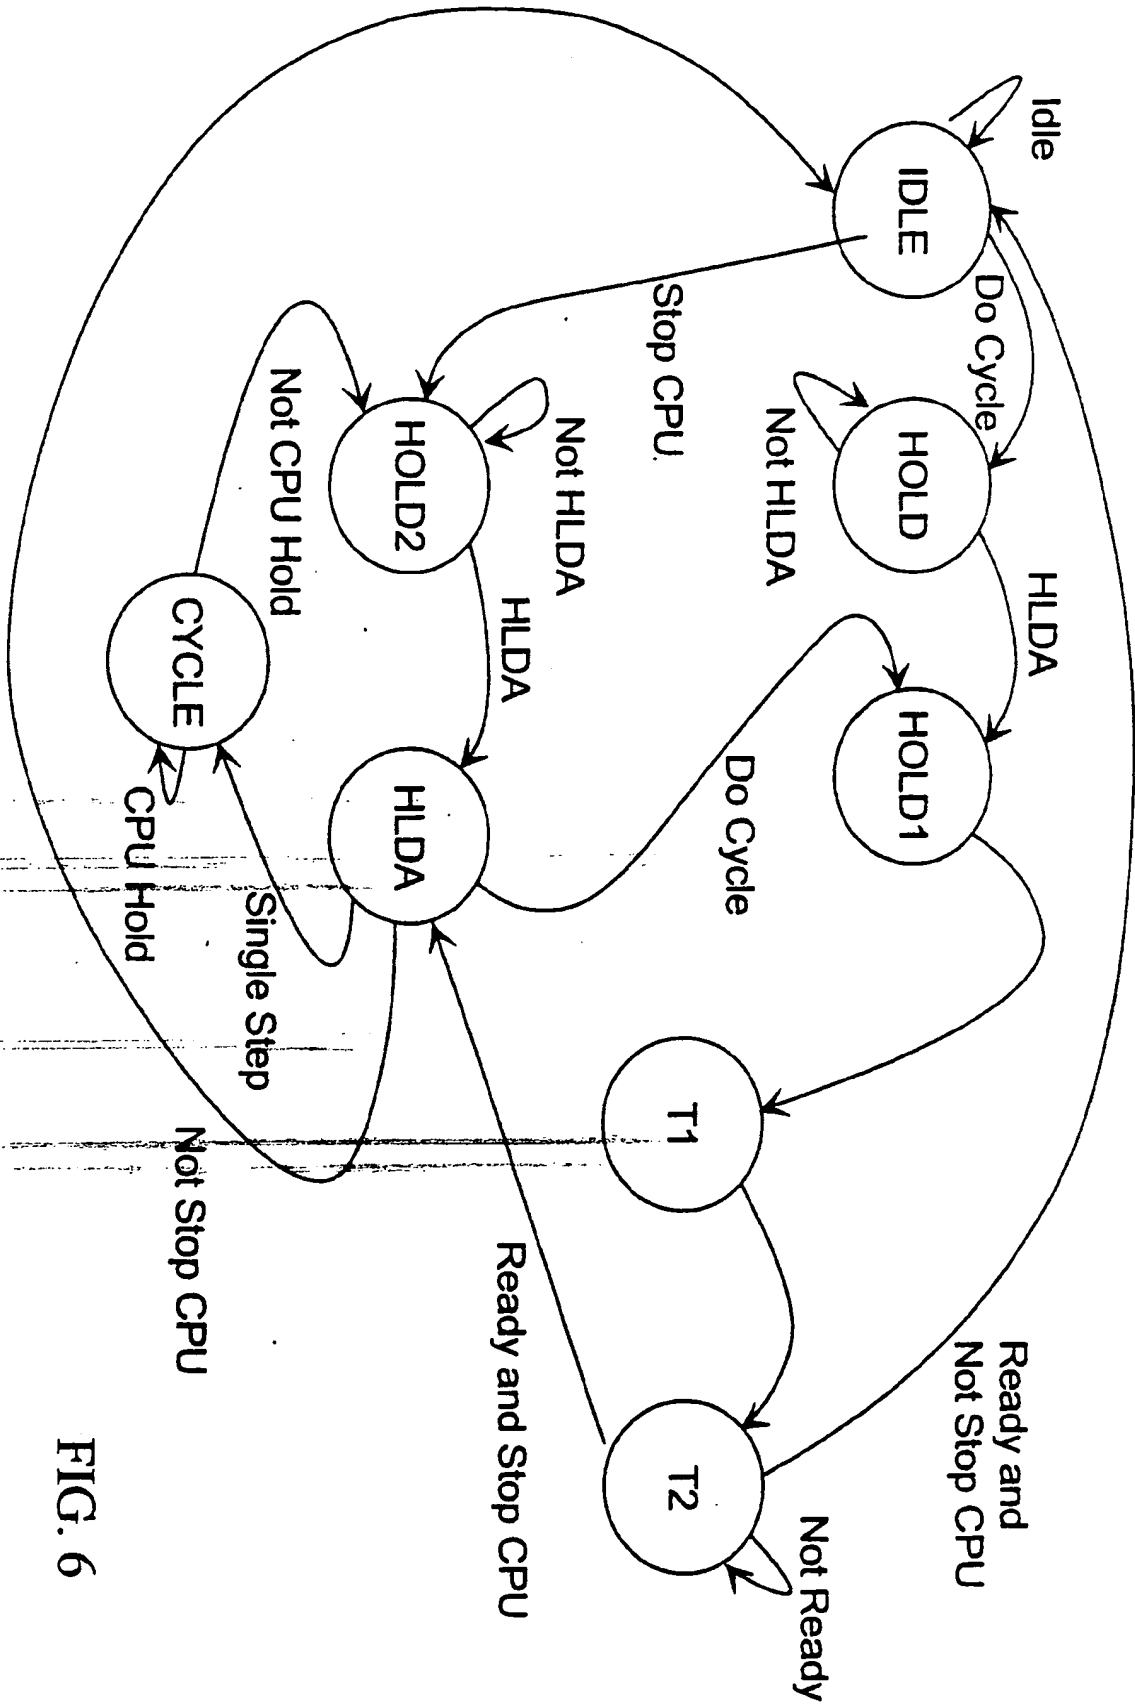 Idle
IDLE
Do Cycle
HOLD
Not HLDA
HLDA
HOLD1
Ready and
Not Stop CPU
Stop CPU
Not HLDA
HOLD2
HLDA
Do Cycle
T1
T2
Not Ready
Not CPU Hold
CYCLE
CPU Hold
HLDA
Single Step
Ready and Stop CPU
Not Stop CPU
FIG. 6